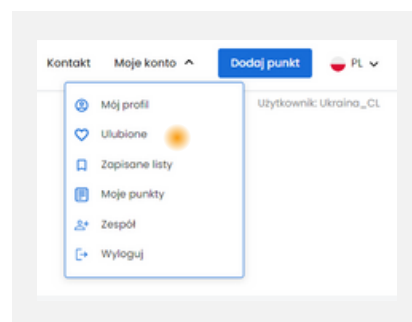 Kontakt Moje konto Dodaj punkt PL
Użytkownik: Ukraina_CL
Mój profil
Ulubione
Zapisane listy
Moje punkty
Zespół
Wyloguj